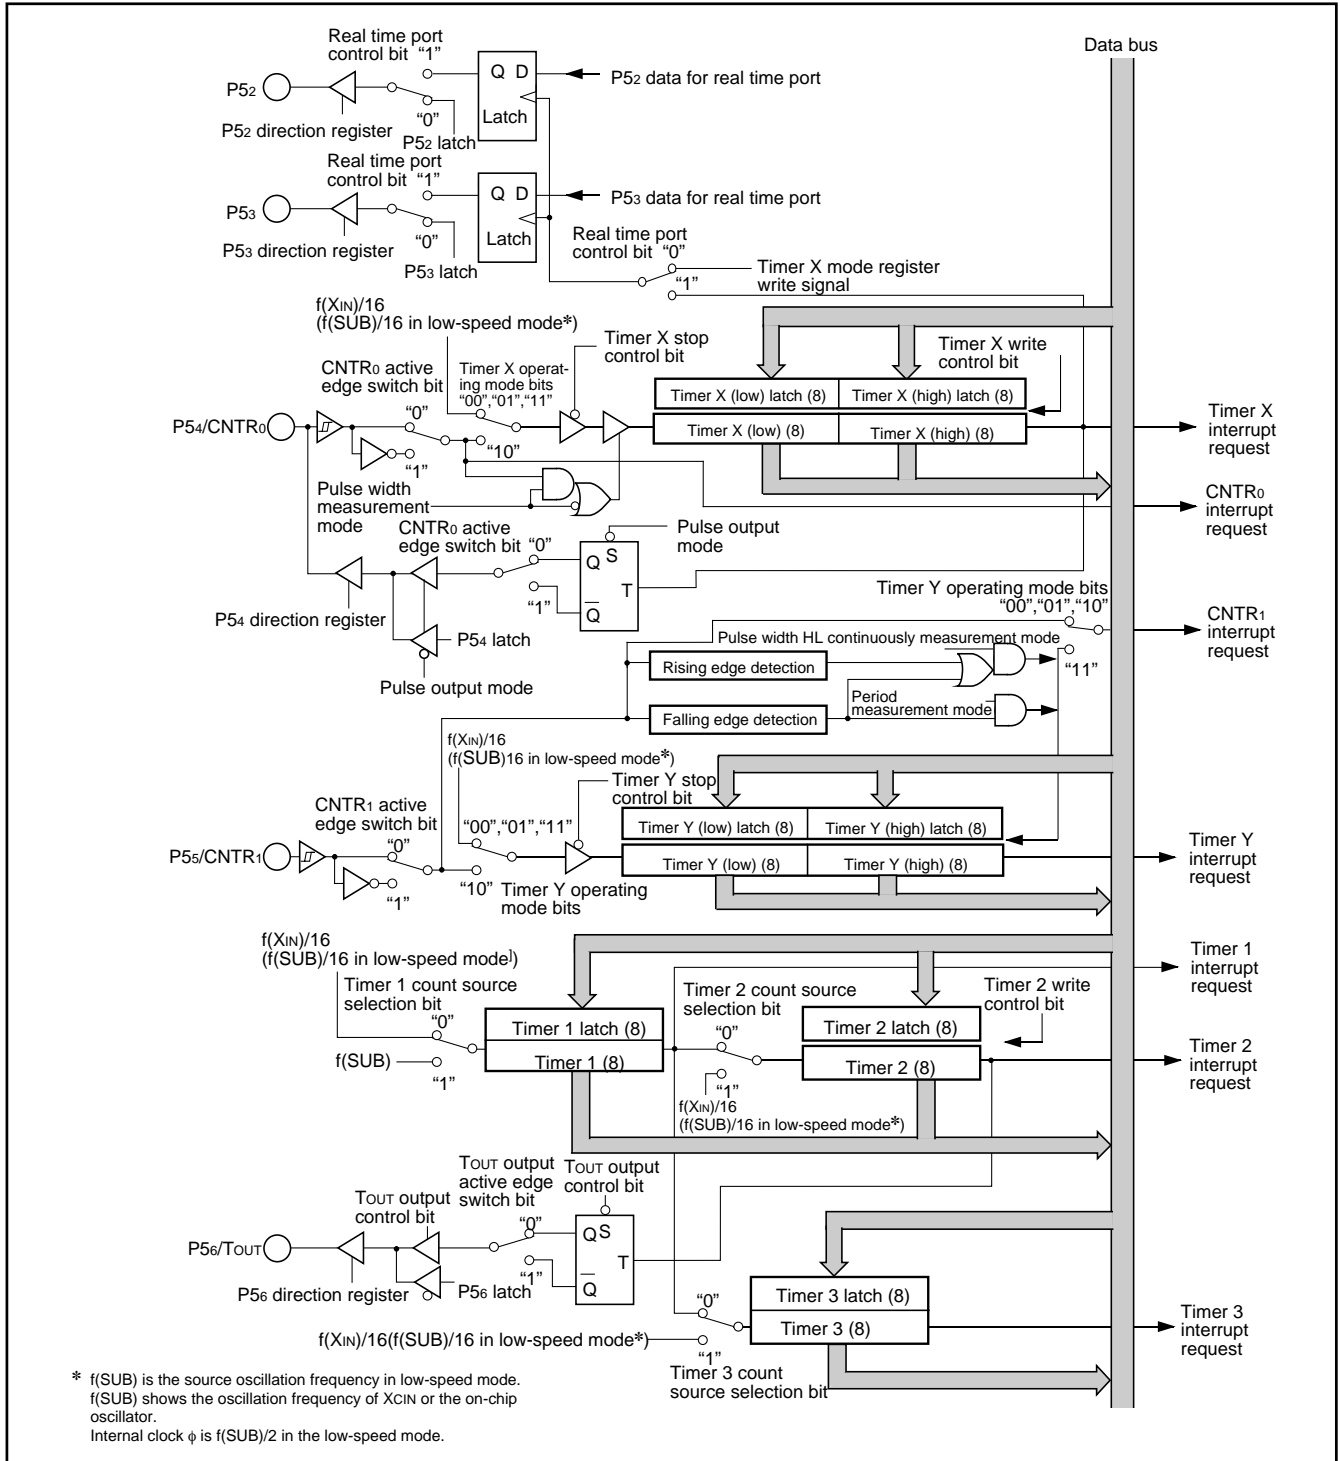 Data bus
Real time port
control bit “1”
Q D
P52 data for real time port
P52
“0”
Latch
P52 direction register
P52 latch
Real time port
control bit “1”
Q D
P53 data for real time port
P53
“0”
Latch
P53 direction register
P53 latch
Real time port
control bit “0”
Timer X mode register
write signal
“1”
f(XIN)/16
(f(SUB)/16 in low-speed mode*)
Timer X stop
control bit
Timer X write
control bit
CNTR0 active
edge switch bit
Timer X operat-
ing mode bits
“00”,“01”,“11”
Timer X (low) latch (8)
Timer X (high) latch (8)
P54/CNTR0
“0”
“1”
“10”
Timer X (low) (8)
Timer X (high) (8)
Timer X
interrupt
request
Pulse width
measurement
mode
CNTR0
interrupt
request
CNTR0 active
edge switch bit
“0”
Pulse output
mode
Q S
T
Q
“1”
P54 direction register
P54 latch
Pulse output mode
Timer Y operating mode bits
“00”,“01”,“10”
CNTR1
interrupt
request
Pulse width HL continuously measurement mode
“11”
Rising edge detection
Period
measurement mode
Falling edge detection
f(XIN)/16
(f(SUB)16 in low-speed mode*)
Timer Y stop
control bit
CNTR1 active
edge switch bit
“00”,“01”,“11”
Timer Y (low) latch (8)
Timer Y (high) latch (8)
P55/CNTR1
“0”
“1”
“10”
Timer Y operating
mode bits
Timer Y (low) (8)
Timer Y (high) (8)
Timer Y
interrupt
request
f(XIN)/16
(f(SUB)/16 in low-speed mode])
Timer 1 count source
selection bit
“0”
f(SUB)
“1”
Timer 1 latch (8)
Timer 1 (8)
Timer 2 count source
selection bit
“0”
“1”
f(XIN)/16
(f(SUB)/16 in low-speed mode*)
Timer 2 latch (8)
Timer 2 (8)
Timer 2 write
control bit
Timer 1
interrupt
request
Timer 2
interrupt
request
TOUT output
active edge
switch bit
TOUT output
control bit
TOUT output
control bit
“0”
P56/TOUT
Q S
T
Q
“1”
P56 direction register
P56 latch
“0”
Timer 3 latch (8)
Timer 3 (8)
Timer 3
interrupt
request
f(XIN)/16(f(SUB)/16 in low-speed mode*)
“1”
Timer 3 count
source selection bit
* f(SUB) is the source oscillation frequency in low-speed mode.
f(SUB) shows the oscillation frequency of XCIN or the on-chip
oscillator.
Internal clock ϕ is f(SUB)/2 in the low-speed mode.